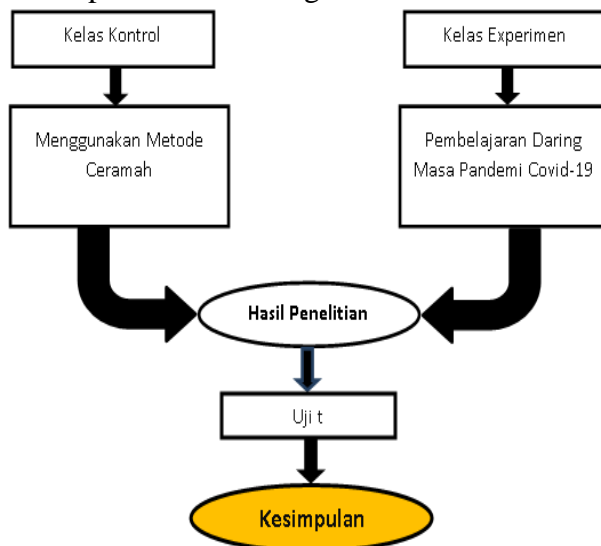 Kelas Kontrol
Kelas Experimen
Menggunakan Metode
Ceramah
Pembelajaran Daring
Masa Pandemi Covid-19
Hasil Penelitian
Uji t
Kesimpulan